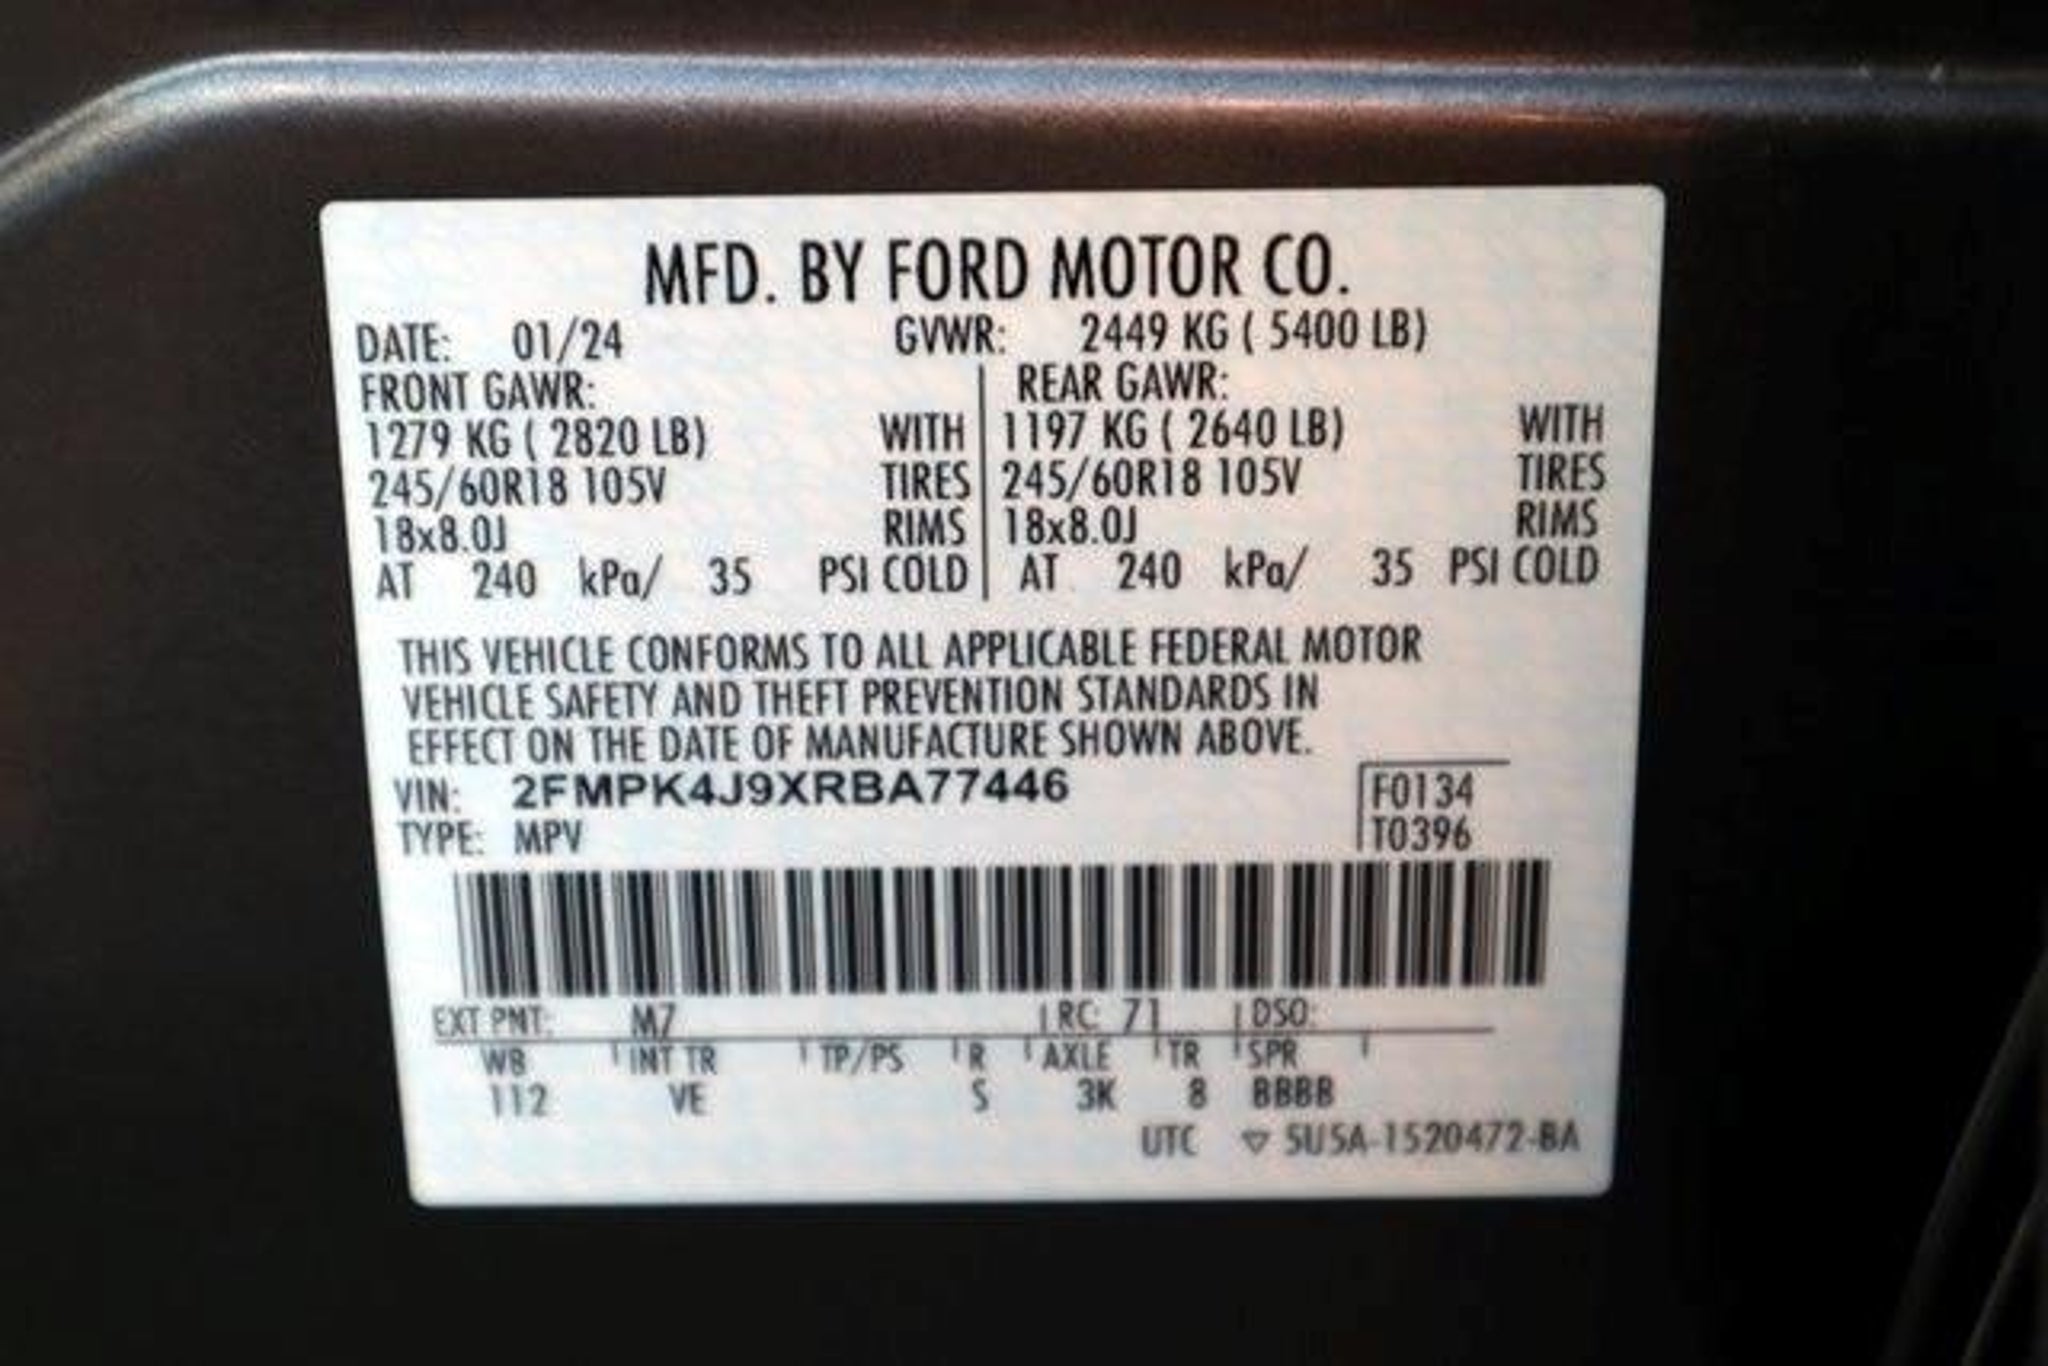 MFD. BY FORD MOTOR CO.
DATE: 01/24 GVWR: 2449 KG ( 5400 LB)
FRONT GAWR: REAR GAWR:
1279 KG ( 2820 LB) WITH 1197 KG ( 2640 LB) WITH
245/60R18 105V TIRES 245/60R18 105V TIRES
18x8.0J RIMS 18x8.0J RIMS
AT 240 kPa/ 35 PSI COLD AT 240 kPa/ 35 PSI COLD
THIS VEHICLE CONFORMS TO ALL APPLICABLE FEDERAL MOTOR
VEHICLE SAFETY AND THEFT PREVENTION STANDARDS IN
EFFECT ON THE DATE OF MANUFACTURE SHOWN ABOVE.
VIN: 2FMPK4J9XRBA77446 F0134
TYPE: MPV T0396
EXT PNT: M7 RC: 71 DSO:
WB INT TR TP/PS R AXLE TR SPR
112 VE S 3K 8 BBBB
UTC ▽ 5U5A-1520472-BA